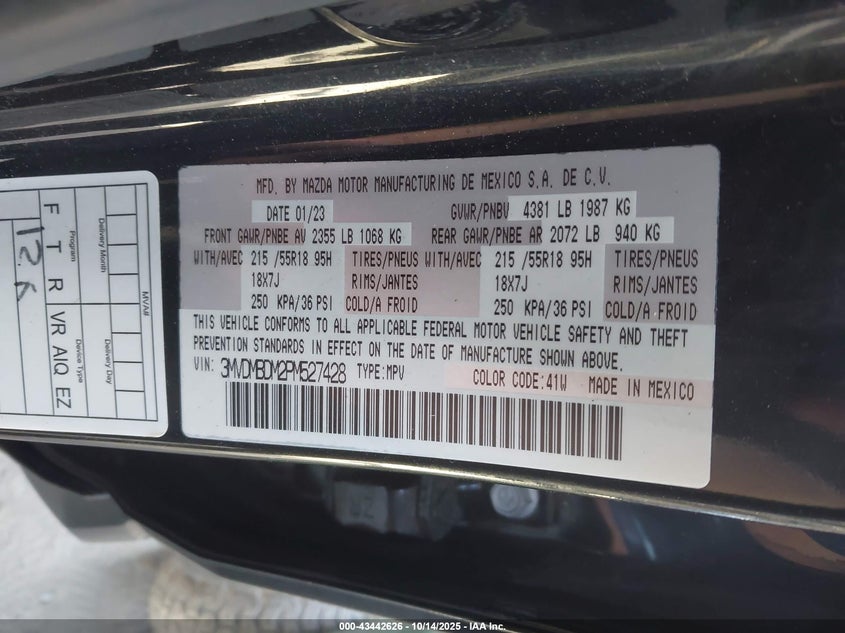 MFD. BY MAZDA MOTOR MANUFACTURING DE MEXICO S.A. DE C.V.
DATE 01/23 GVWR/PNBV 4381 LB 1987 KG
FRONT GAWR/PNBE AV 2355 LB 1068 KG REAR GAWR/PNBE AR 2072 LB 940 KG
WITH/AVEC 215 /55R18 95H TIRES/PNEUS WITH/AVEC 215 /55R18 95H TIRES/PNEUS
18X7J RIMS/JANTES 18X7J RIMS/JANTES
250 KPA/36 PSI COLD/A FROID 250 KPA/36 PSI COLD/A FROID
THIS VEHICLE CONFORMS TO ALL APPLICABLE FEDERAL MOTOR VEHICLE SAFETY AND THEFT
PREVENTION STANDARDS IN EFFECT ON THE DATE OF MANUFACTURE SHOWN ABOVE.
VIN: 3MVDMBDM2PM527428 TYPE:MPV COLOR CODE:41W MADE IN MEXICO
MVA#
Delivery Month
Delivery Day
Program
Device Type
F T R VR AIQ EZ
000-43442626 - 10/14/2025 - IAA Inc.